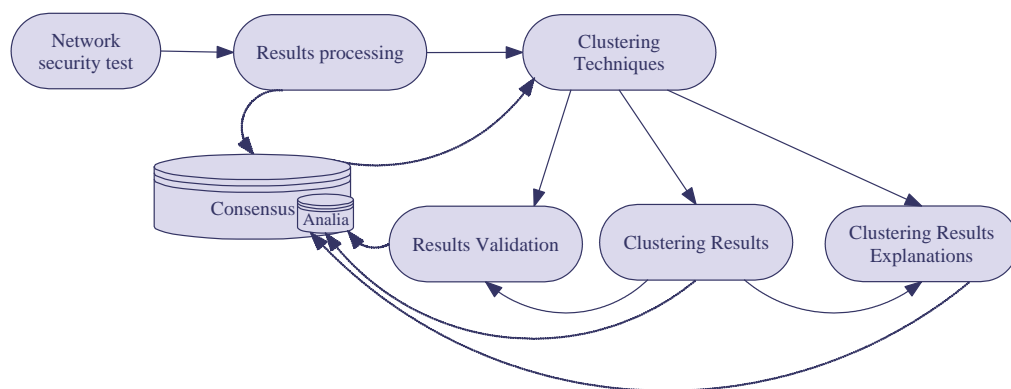 Network
security test
Results processing
Clustering
Techniques
Consensus
Analia
Results Validation
Clustering Results
Clustering Results
Explanations